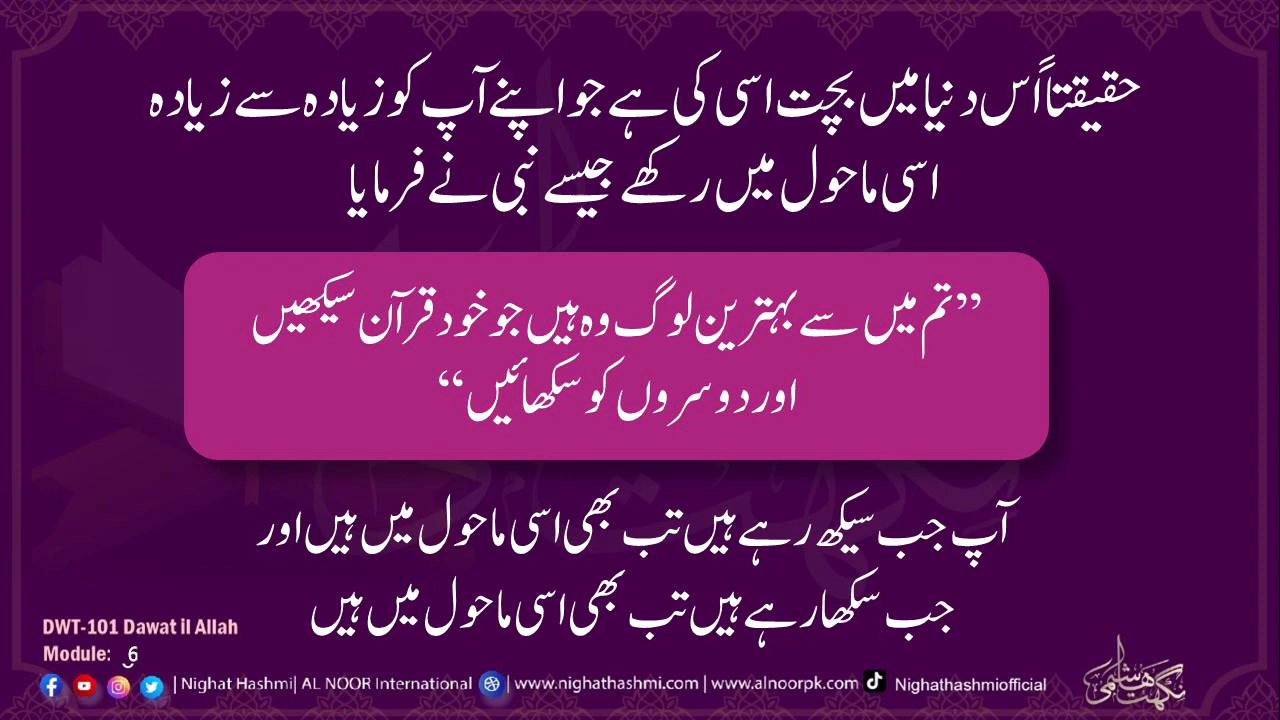 حقیقتاً اس دنیا میں بچت اسی کی ہے جو اپنے آپ کو زیادہ سے زیادہ
اسی ماحول میں رکھے جیسے نبی نے فرمایا
”تم میں سے بہترین لوگ وہ ہیں جو خود قرآن سیکھیں
اور دوسروں کو سکھائیں“
آپ جب سیکھ رہے ہیں تب بھی اسی ماحول میں ہیں اور
جب سکھا رہے ہیں تب بھی اسی ماحول میں ہیں
DWT-101 Dawat il Allah
Module: 6
| Nighat Hashmi| AL NOOR International | www.nighathashmi.com | www.alnoorpk.com Nighathashmiofficial
نگہت ہاشمی